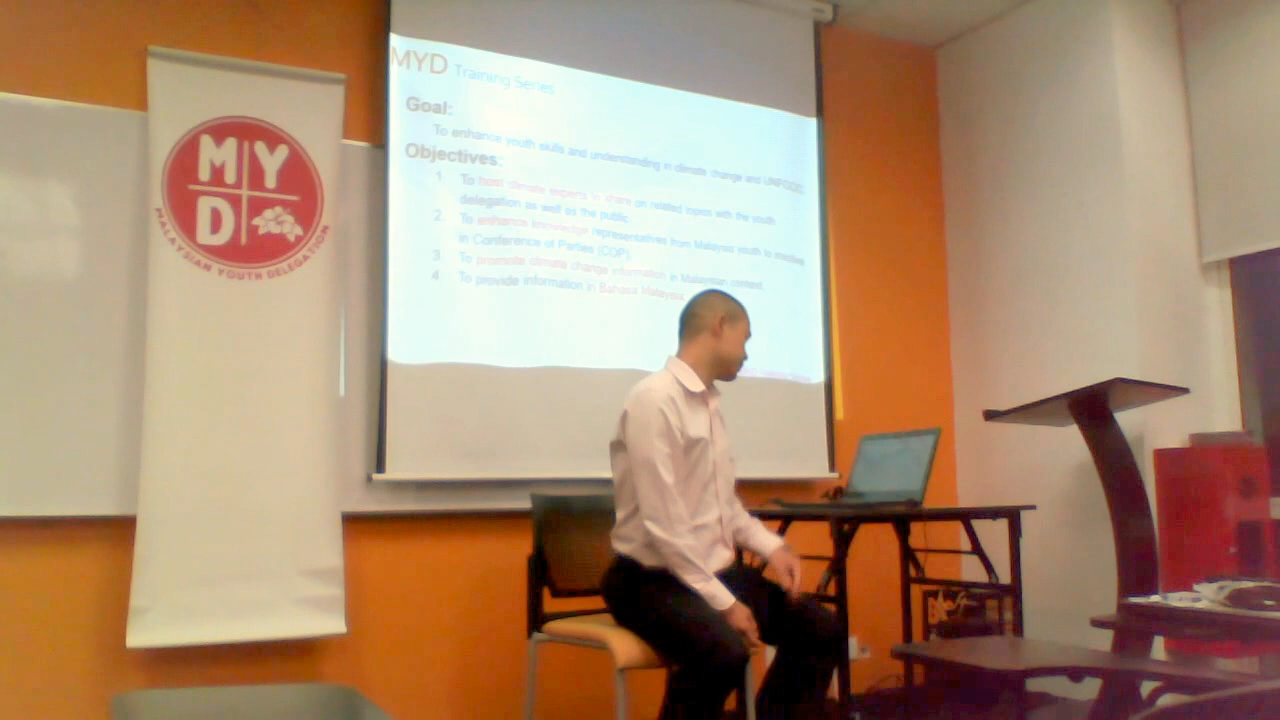 M Y
D
MALAYSIAN YOUTH DELEGATION
MYD Training Series
Goal:
To enhance youth skills and understanding in climate change and UNFCCC
Objectives:
1. To host climate experts to share on related topics with the youth
delegation as well as the public.
2. To enhance knowledge representatives from Malaysia youth to involve
in Conference of Parties (COP).
3. To promote climate change information in Malaysian context.
4. To provide information in Bahasa Malaysia.